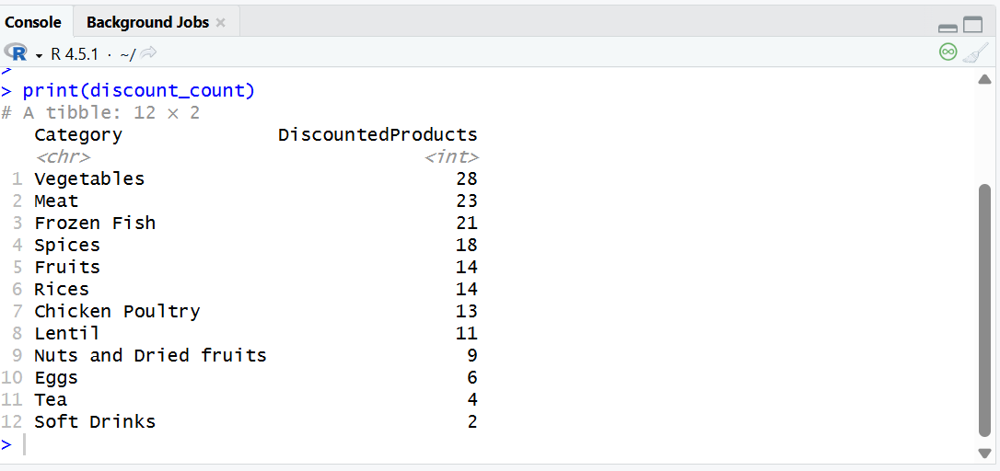 Console Background Jobs ×
R R 4.5.1 · ~/
>
> print(discount_count)
# A tibble: 12 × 2
Category DiscountedProducts
<chr> <int>
1 Vegetables 28
2 Meat 23
3 Frozen Fish 21
4 Spices 18
5 Fruits 14
6 Rices 14
7 Chicken Poultry 13
8 Lentil 11
9 Nuts and Dried fruits 9
10 Eggs 6
11 Tea 4
12 Soft Drinks 2
>